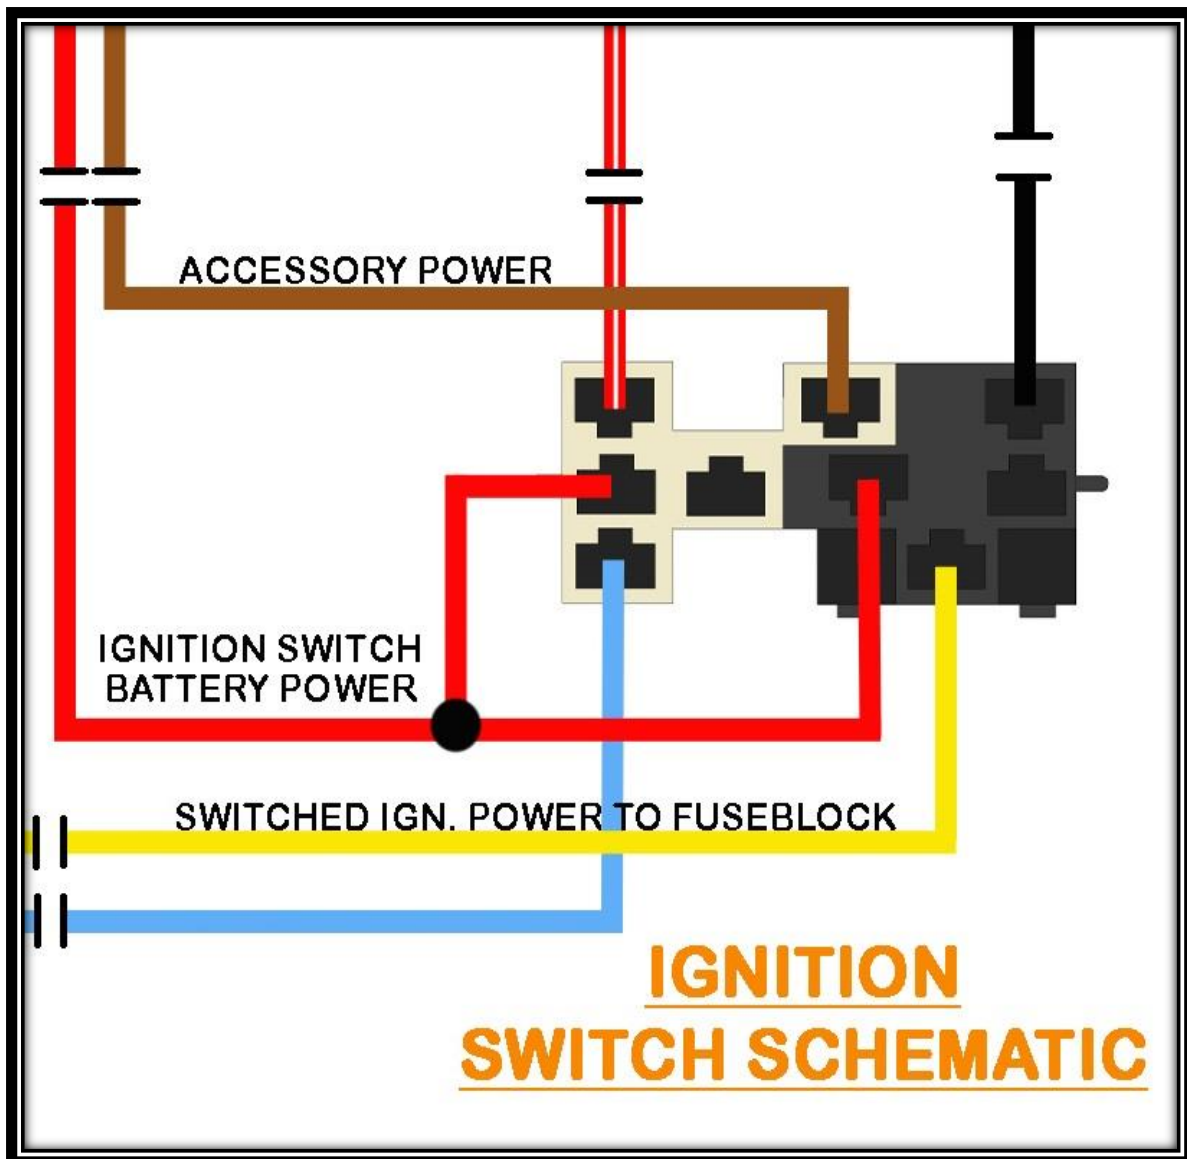 ACCESSORY POWER
IGNITION SWITCH
BATTERY POWER
SWITCHED IGN. POWER TO FUSEBLOCK
IGNITION
SWITCH SCHEMATIC